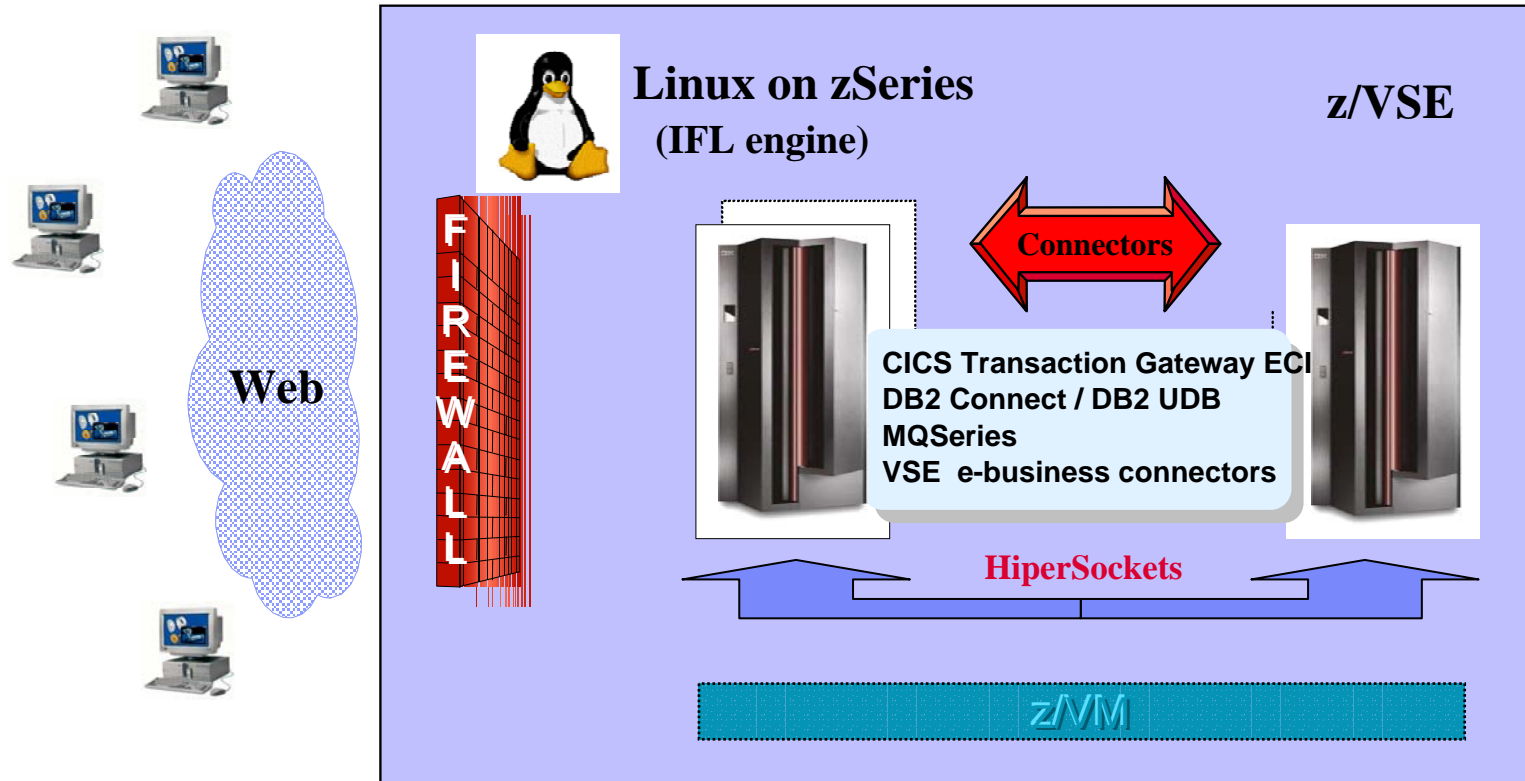 Linux on zSeries
(IFL engine)
z/VSE
Web
FIREWALL
Connectors
CICS Transaction Gateway ECI
DB2 Connect / DB2 UDB
MQSeries
VSE e-business connectors
HiperSockets
z/VM